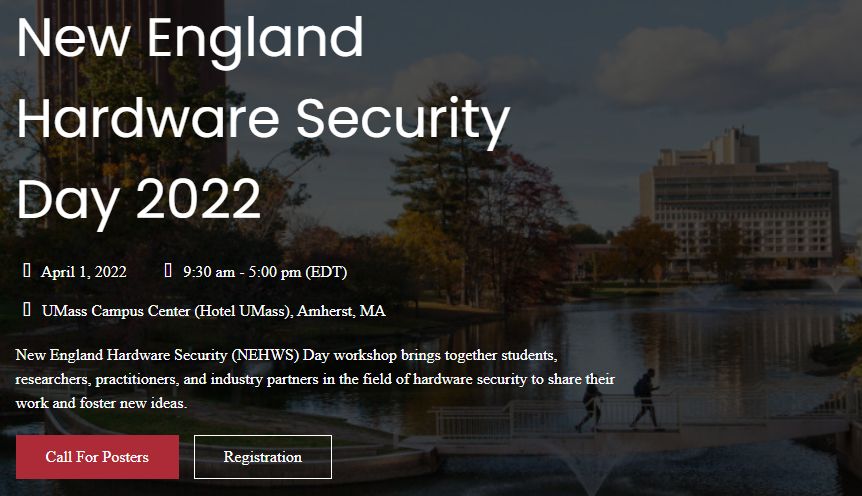 New England
Hardware Security
Day 2022
April 1, 2022 9:30 am - 5:00 pm (EDT)
UMass Campus Center (Hotel UMass), Amherst, MA
New England Hardware Security (NEHWS) Day workshop brings together students,
researchers, practitioners, and industry partners in the field of hardware security to share their
work and foster new ideas.
Call For Posters Registration